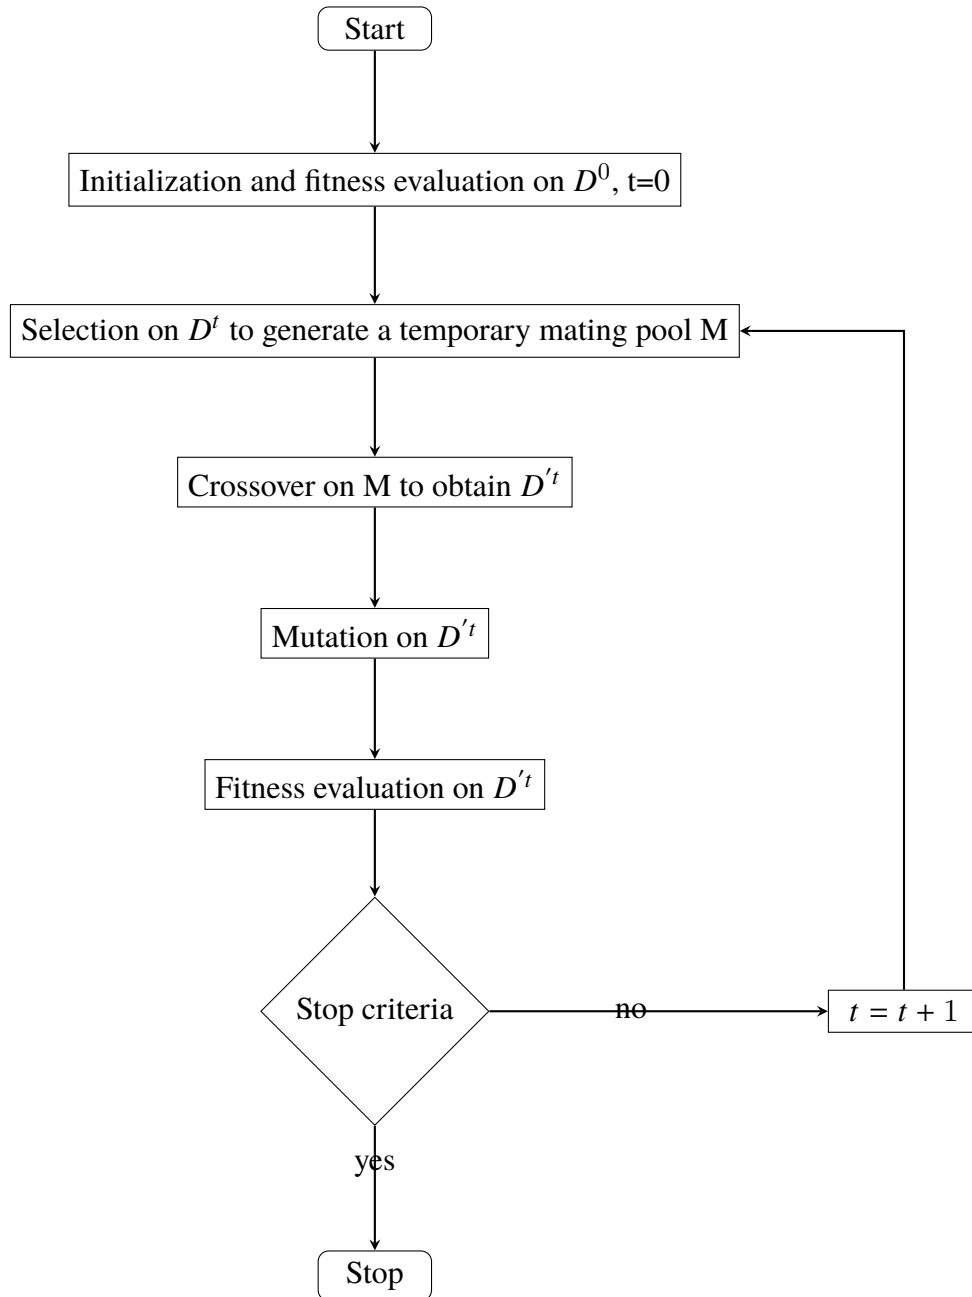 Start
Initialization and fitness evaluation on $D^0$, t=0
Selection on $D^t$ to generate a temporary mating pool M
Crossover on M to obtain $D^{'t}$
Mutation on $D^{'t}$
Fitness evaluation on $D^{'t}$
Stop criteria
no
$t = t + 1$
yes
Stop